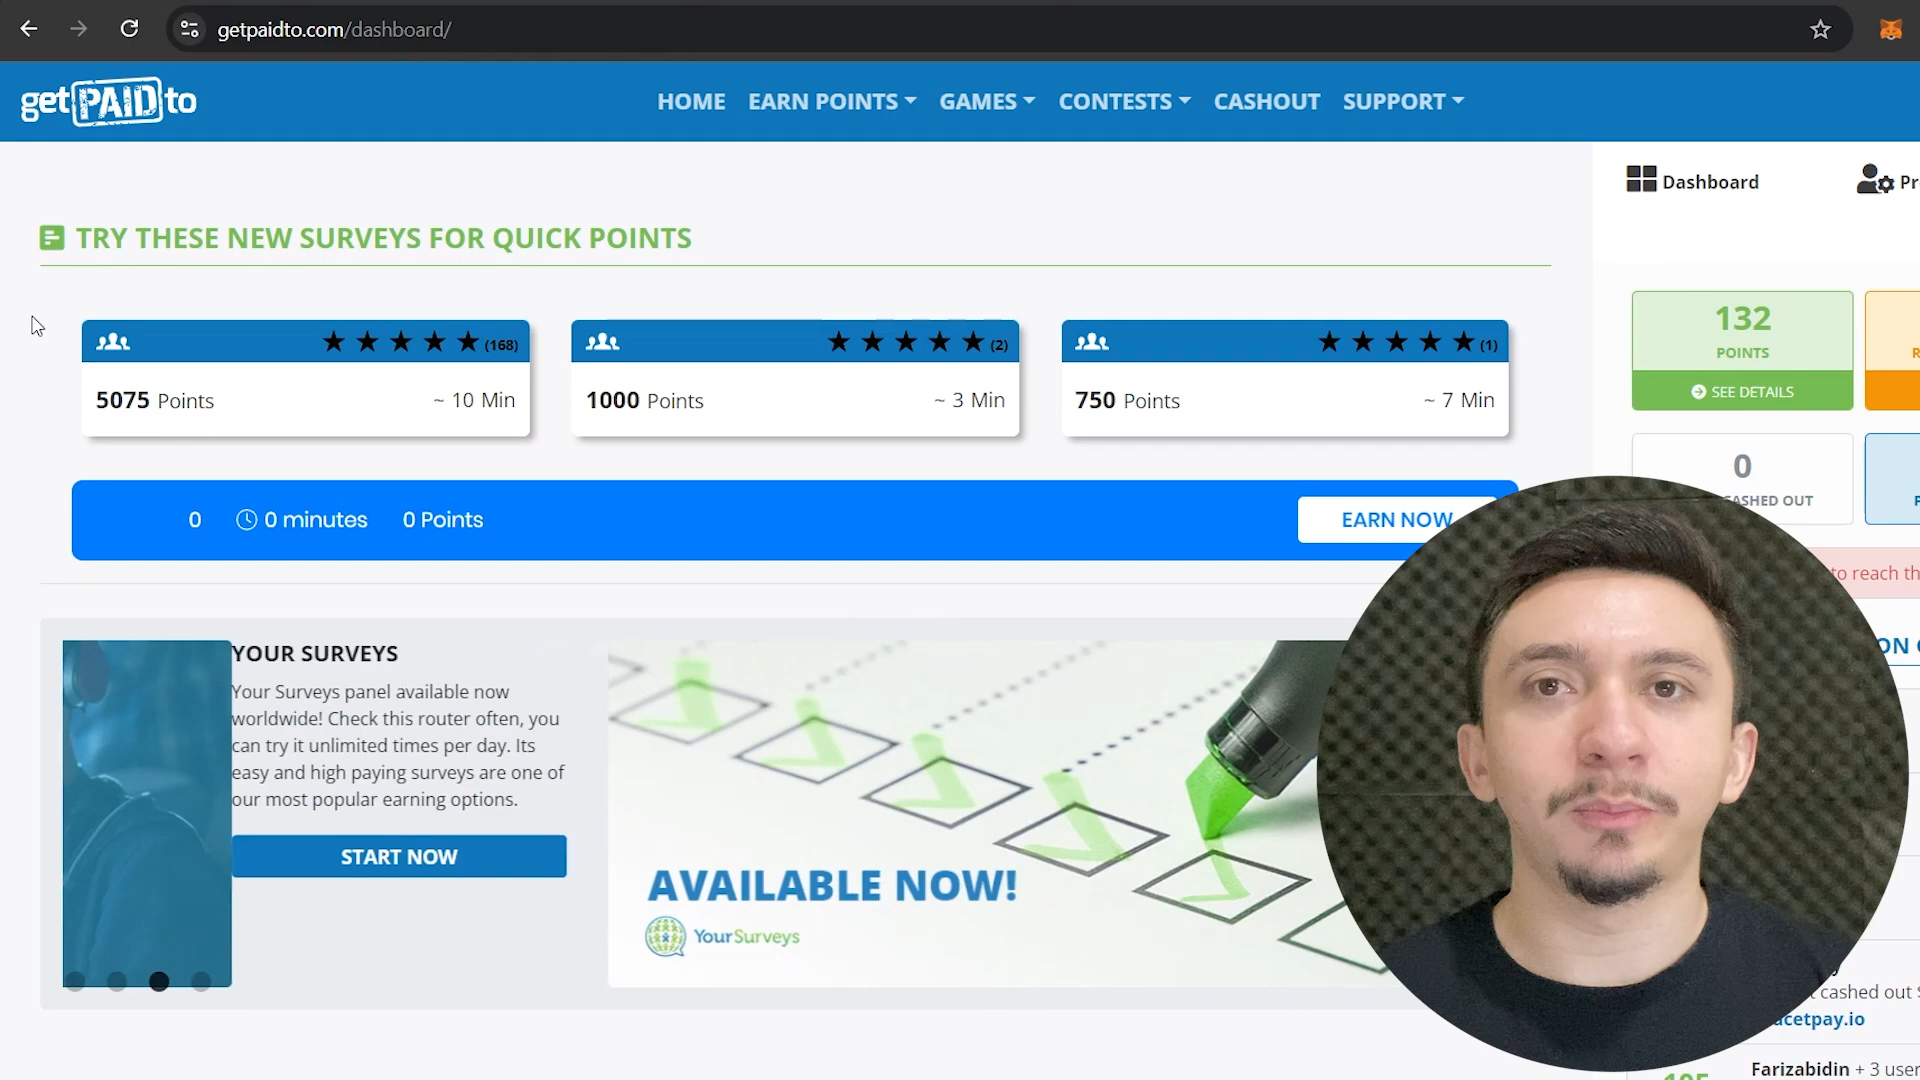 getpaidto.com/dashboard/
getPAIDto
HOME EARN POINTS GAMES CONTESTS CASHOUT SUPPORT
Dashboard
TRY THESE NEW SURVEYS FOR QUICK POINTS
(168)
5075 Points ~ 10 Min
(2)
1000 Points ~ 3 Min
(1)
750 Points ~ 7 Min
132
POINTS
SEE DETAILS
0
CASHED OUT
0 0 minutes 0 Points
EARN NOW
to reach th
YOUR SURVEYS
Your Surveys panel available now
worldwide! Check this router often, you
can try it unlimited times per day. Its
easy and high paying surveys are one of
our most popular earning options.
START NOW
AVAILABLE NOW!
YourSurveys
cashed out
Farizabidin + 3 user